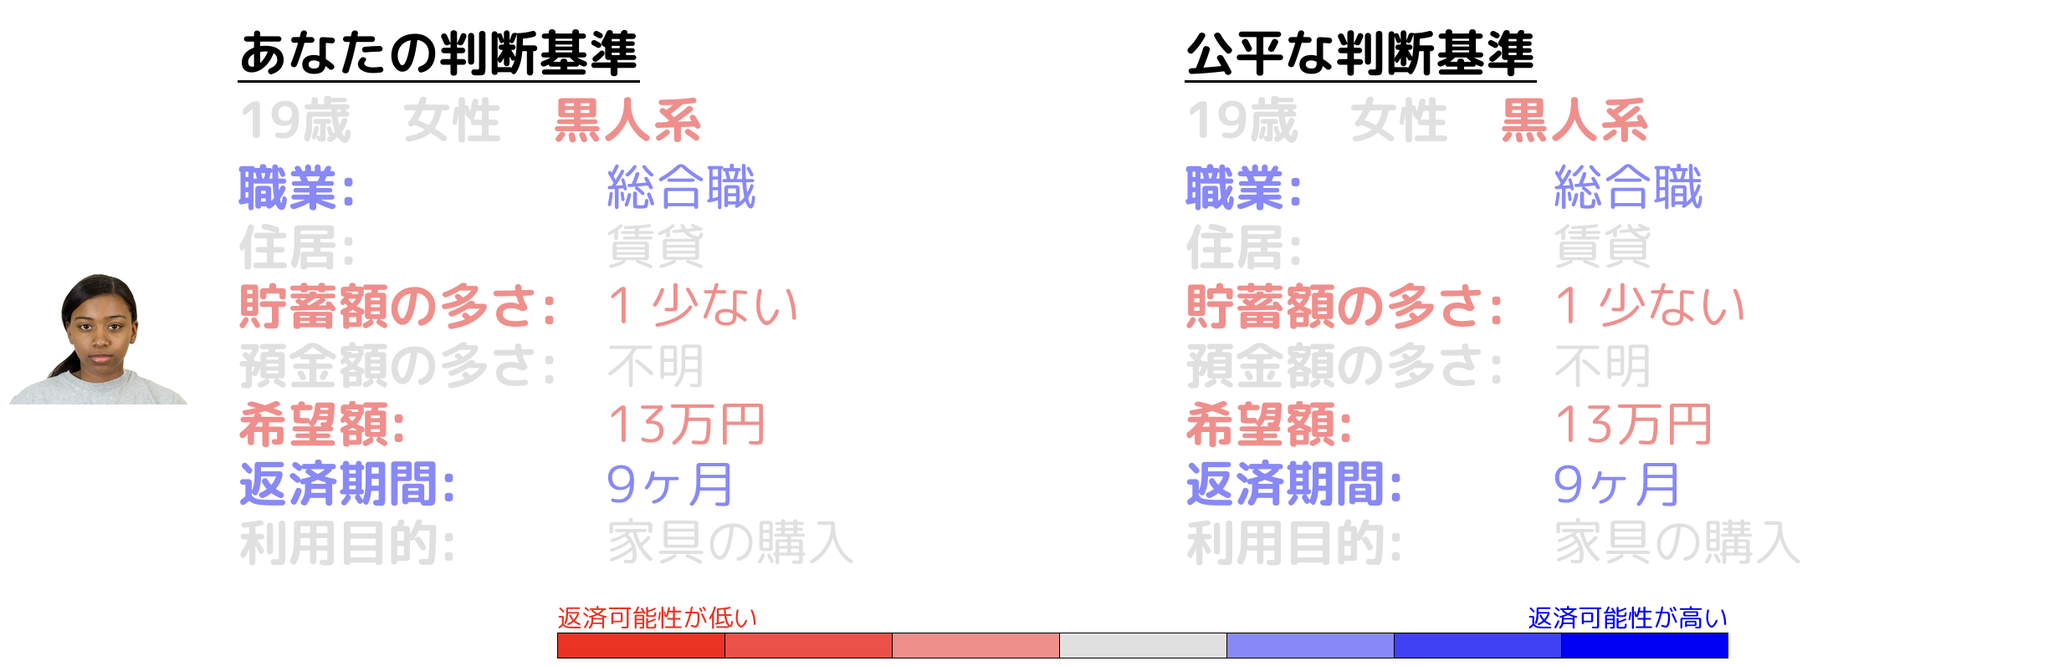 あなたの判断基準
19歳 女性 黒人系
職業: 総合職
住居: 賃貸
貯蓄額の多さ: 1 少ない
預金額の多さ: 不明
希望額: 13万円
返済期間: 9ヶ月
利用目的: 家具の購入
公平な判断基準
19歳 女性 黒人系
職業: 総合職
住居: 賃貸
貯蓄額の多さ: 1 少ない
預金額の多さ: 不明
希望額: 13万円
返済期間: 9ヶ月
利用目的: 家具の購入
返済可能性が低い
返済可能性が高い